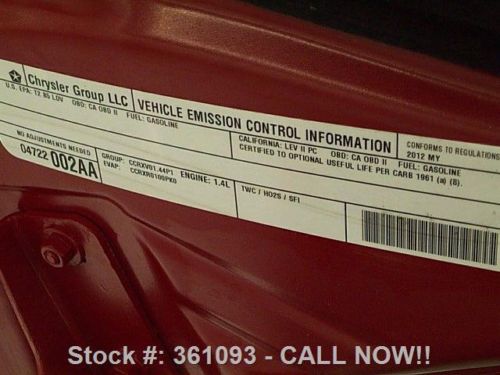 Chrysler Group LLC
VEHICLE EMISSION CONTROL INFORMATION
CONFORMS TO REGULATIONS:
2012 MY
U.S. EPA: T2.B5 LDV OBD: CA OBD II FUEL: GASOLINE
CALIFORNIA: LEV II PC OBD: CA OBD II FUEL: GASOLINE
CERTIFIED TO OPTIONAL USEFUL LIFE PER CARB 1961 (a) (8).
NO ADJUSTMENTS NEEDED
04722 002AA
GROUP: CCRXV01.44P1
EVAP: CCRXR0100PK0
ENGINE: 1.4L
TWC / HO2S / SFI
Stock #: 361093 - CALL NOW!!